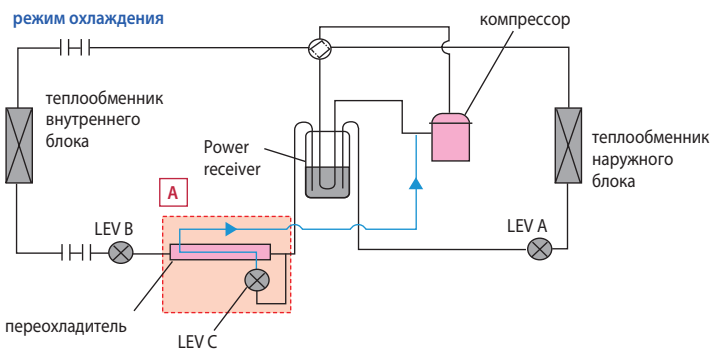 режим охлаждения
компрессор
теплообменник
внутреннего
блока
Power
receiver
теплообменник
наружного
блока
A
LEV B
LEV A
переохладитель
LEV C